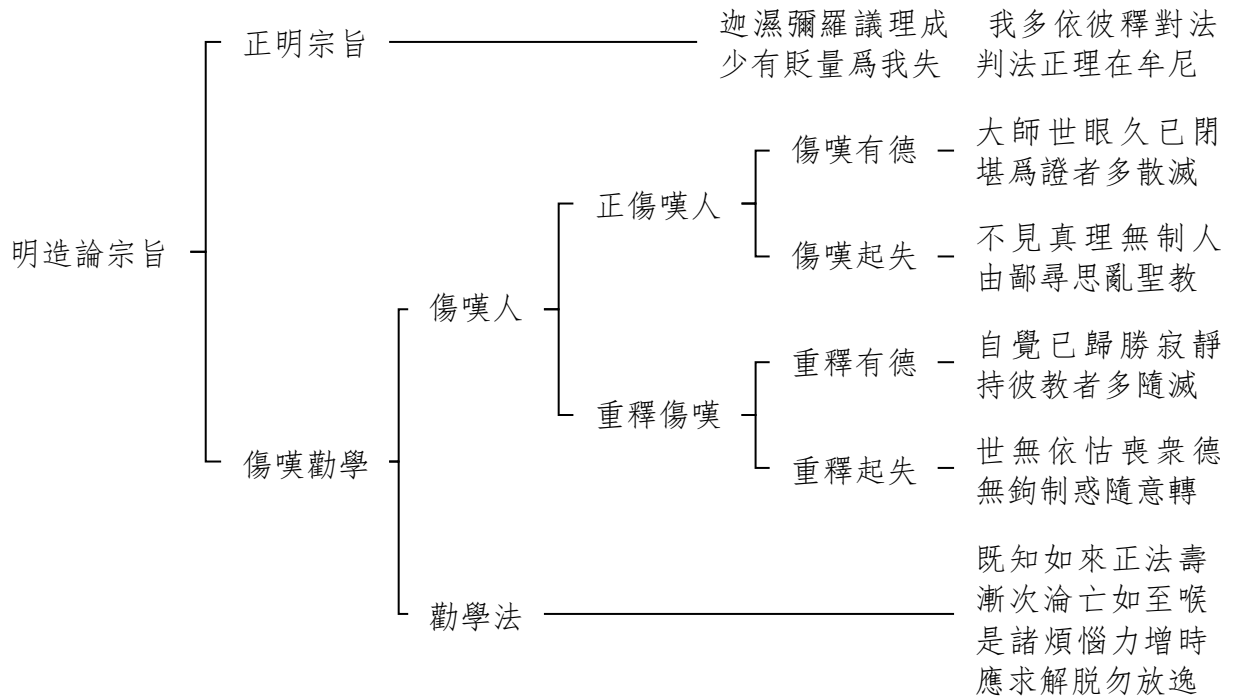 明造論宗旨
正明宗旨
迦濕彌羅議理成 我多依彼釋對法
少有貶量爲我失 判法正理在牟尼
傷嘆勸學
傷嘆人
正傷嘆人
傷嘆有德
大師世眼久已閉
堪爲證者多散滅
傷嘆起失
不見真理無制人
由鄙尋思亂聖教
重釋傷嘆
重釋有德
自覺已歸勝寂靜
持彼教者多隨滅
重釋起失
世無依怙喪衆德
無鉤制惑隨意轉
勸學法
既知如來正法壽
漸次淪亡如至喉
是諸煩惱力增時
應求解脫勿放逸